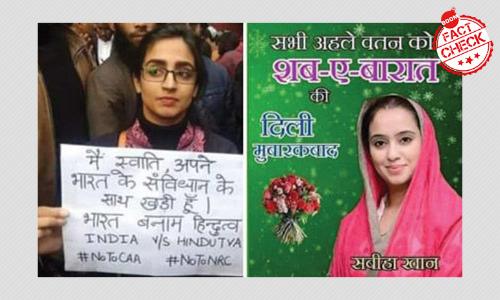 BOOM
FACT
CHECK
मैं स्वाति, अपने
भारत के संविधान के
साथ खड़ी हूँ।
भारत बनाम हिन्दुत्व
INDIA V/S HINDUTVA
#NoToCAA #NoToNRC
सभी अहले वतन को
शब-ए-बारात
की
दिली
मुबारकबाद
सबीहा खान